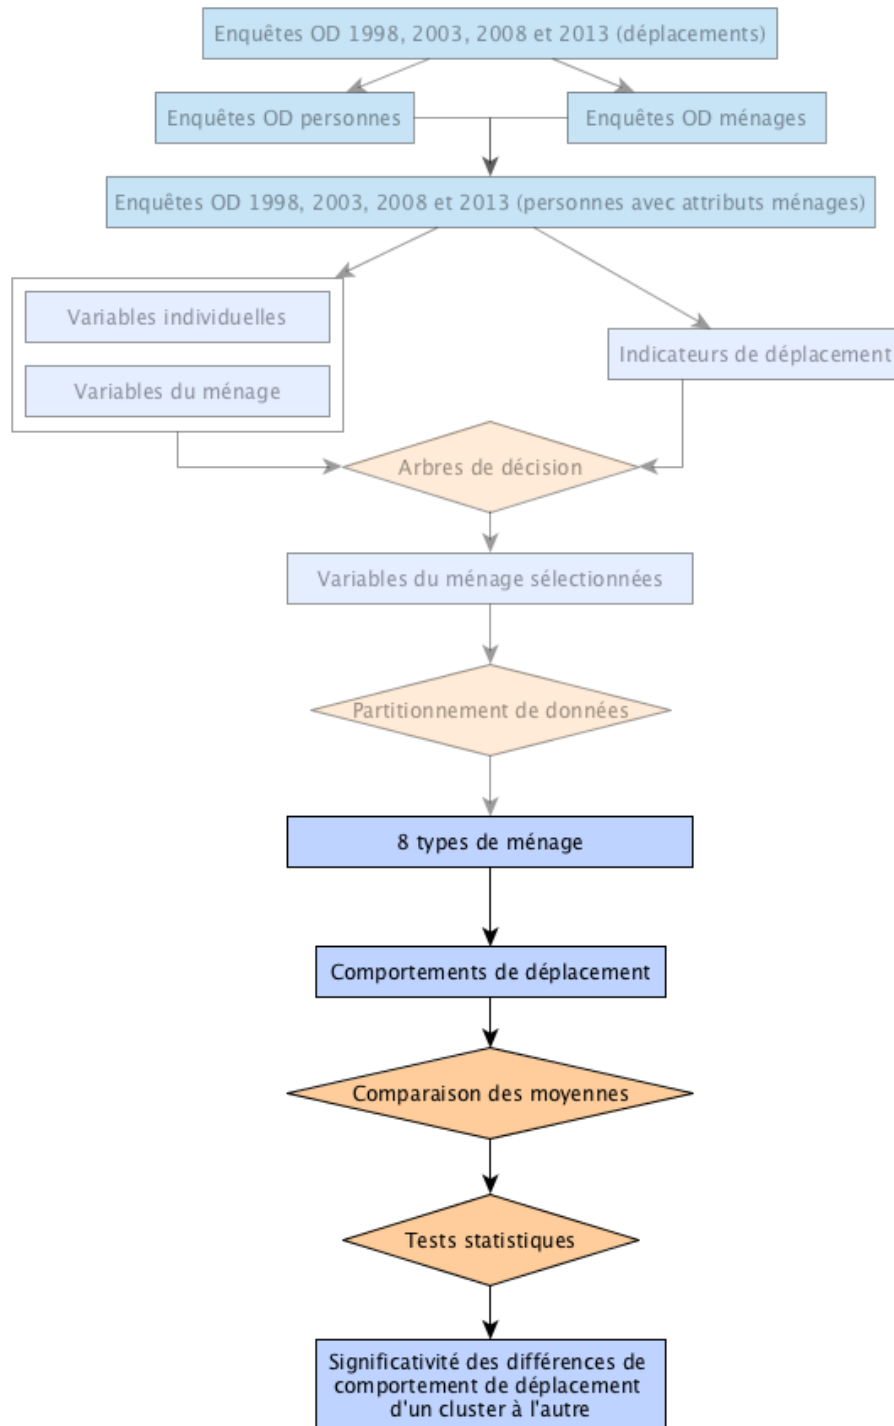 Enquêtes OD 1998, 2003, 2008 et 2013 (déplacements)
Enquêtes OD personnes
Enquêtes OD ménages
Enquêtes OD 1998, 2003, 2008 et 2013 (personnes avec attributs ménages)
Variables individuelles
Indicateurs de déplacement
Variables du ménage
Arbres de décision
Variables du ménage sélectionnées
Partitionnement de données
8 types de ménage
Comportements de déplacement
Comparaison des moyennes
Tests statistiques
Significativité des différences de
comportement de déplacement
d'un cluster à l'autre